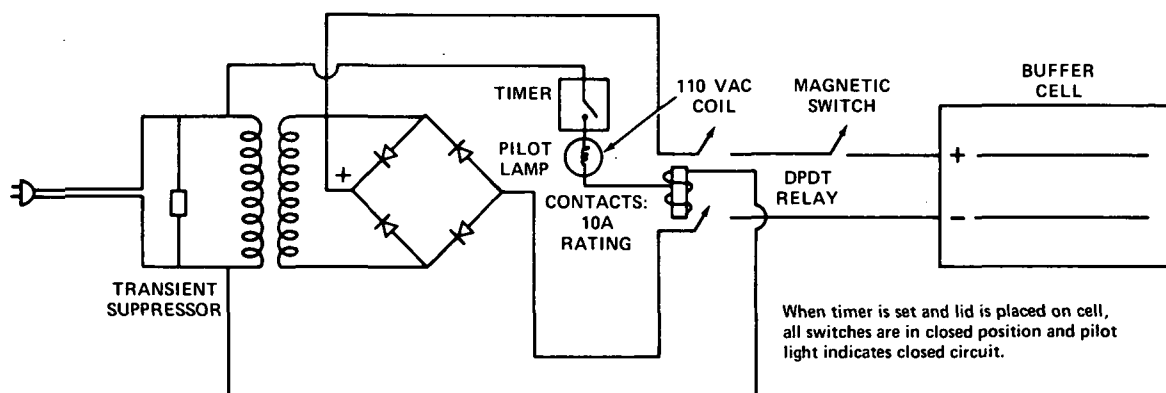 TIMER
110 VAC
COIL
MAGNETIC
SWITCH
BUFFER
CELL
PILOT
LAMP
+
+
CONTACTS:
10A
RATING
DPDT
RELAY
-
TRANSIENT
SUPPRESSOR
When timer is set and lid is placed on cell,
all switches are in closed position and pilot
light indicates closed circuit.